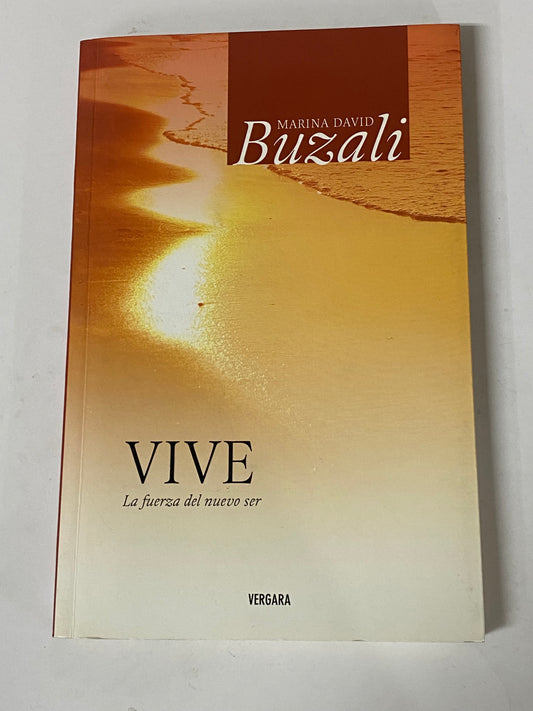 MARINA DAVID
Buzali
VIVE
La fuerza del nuevo ser
VERGARA